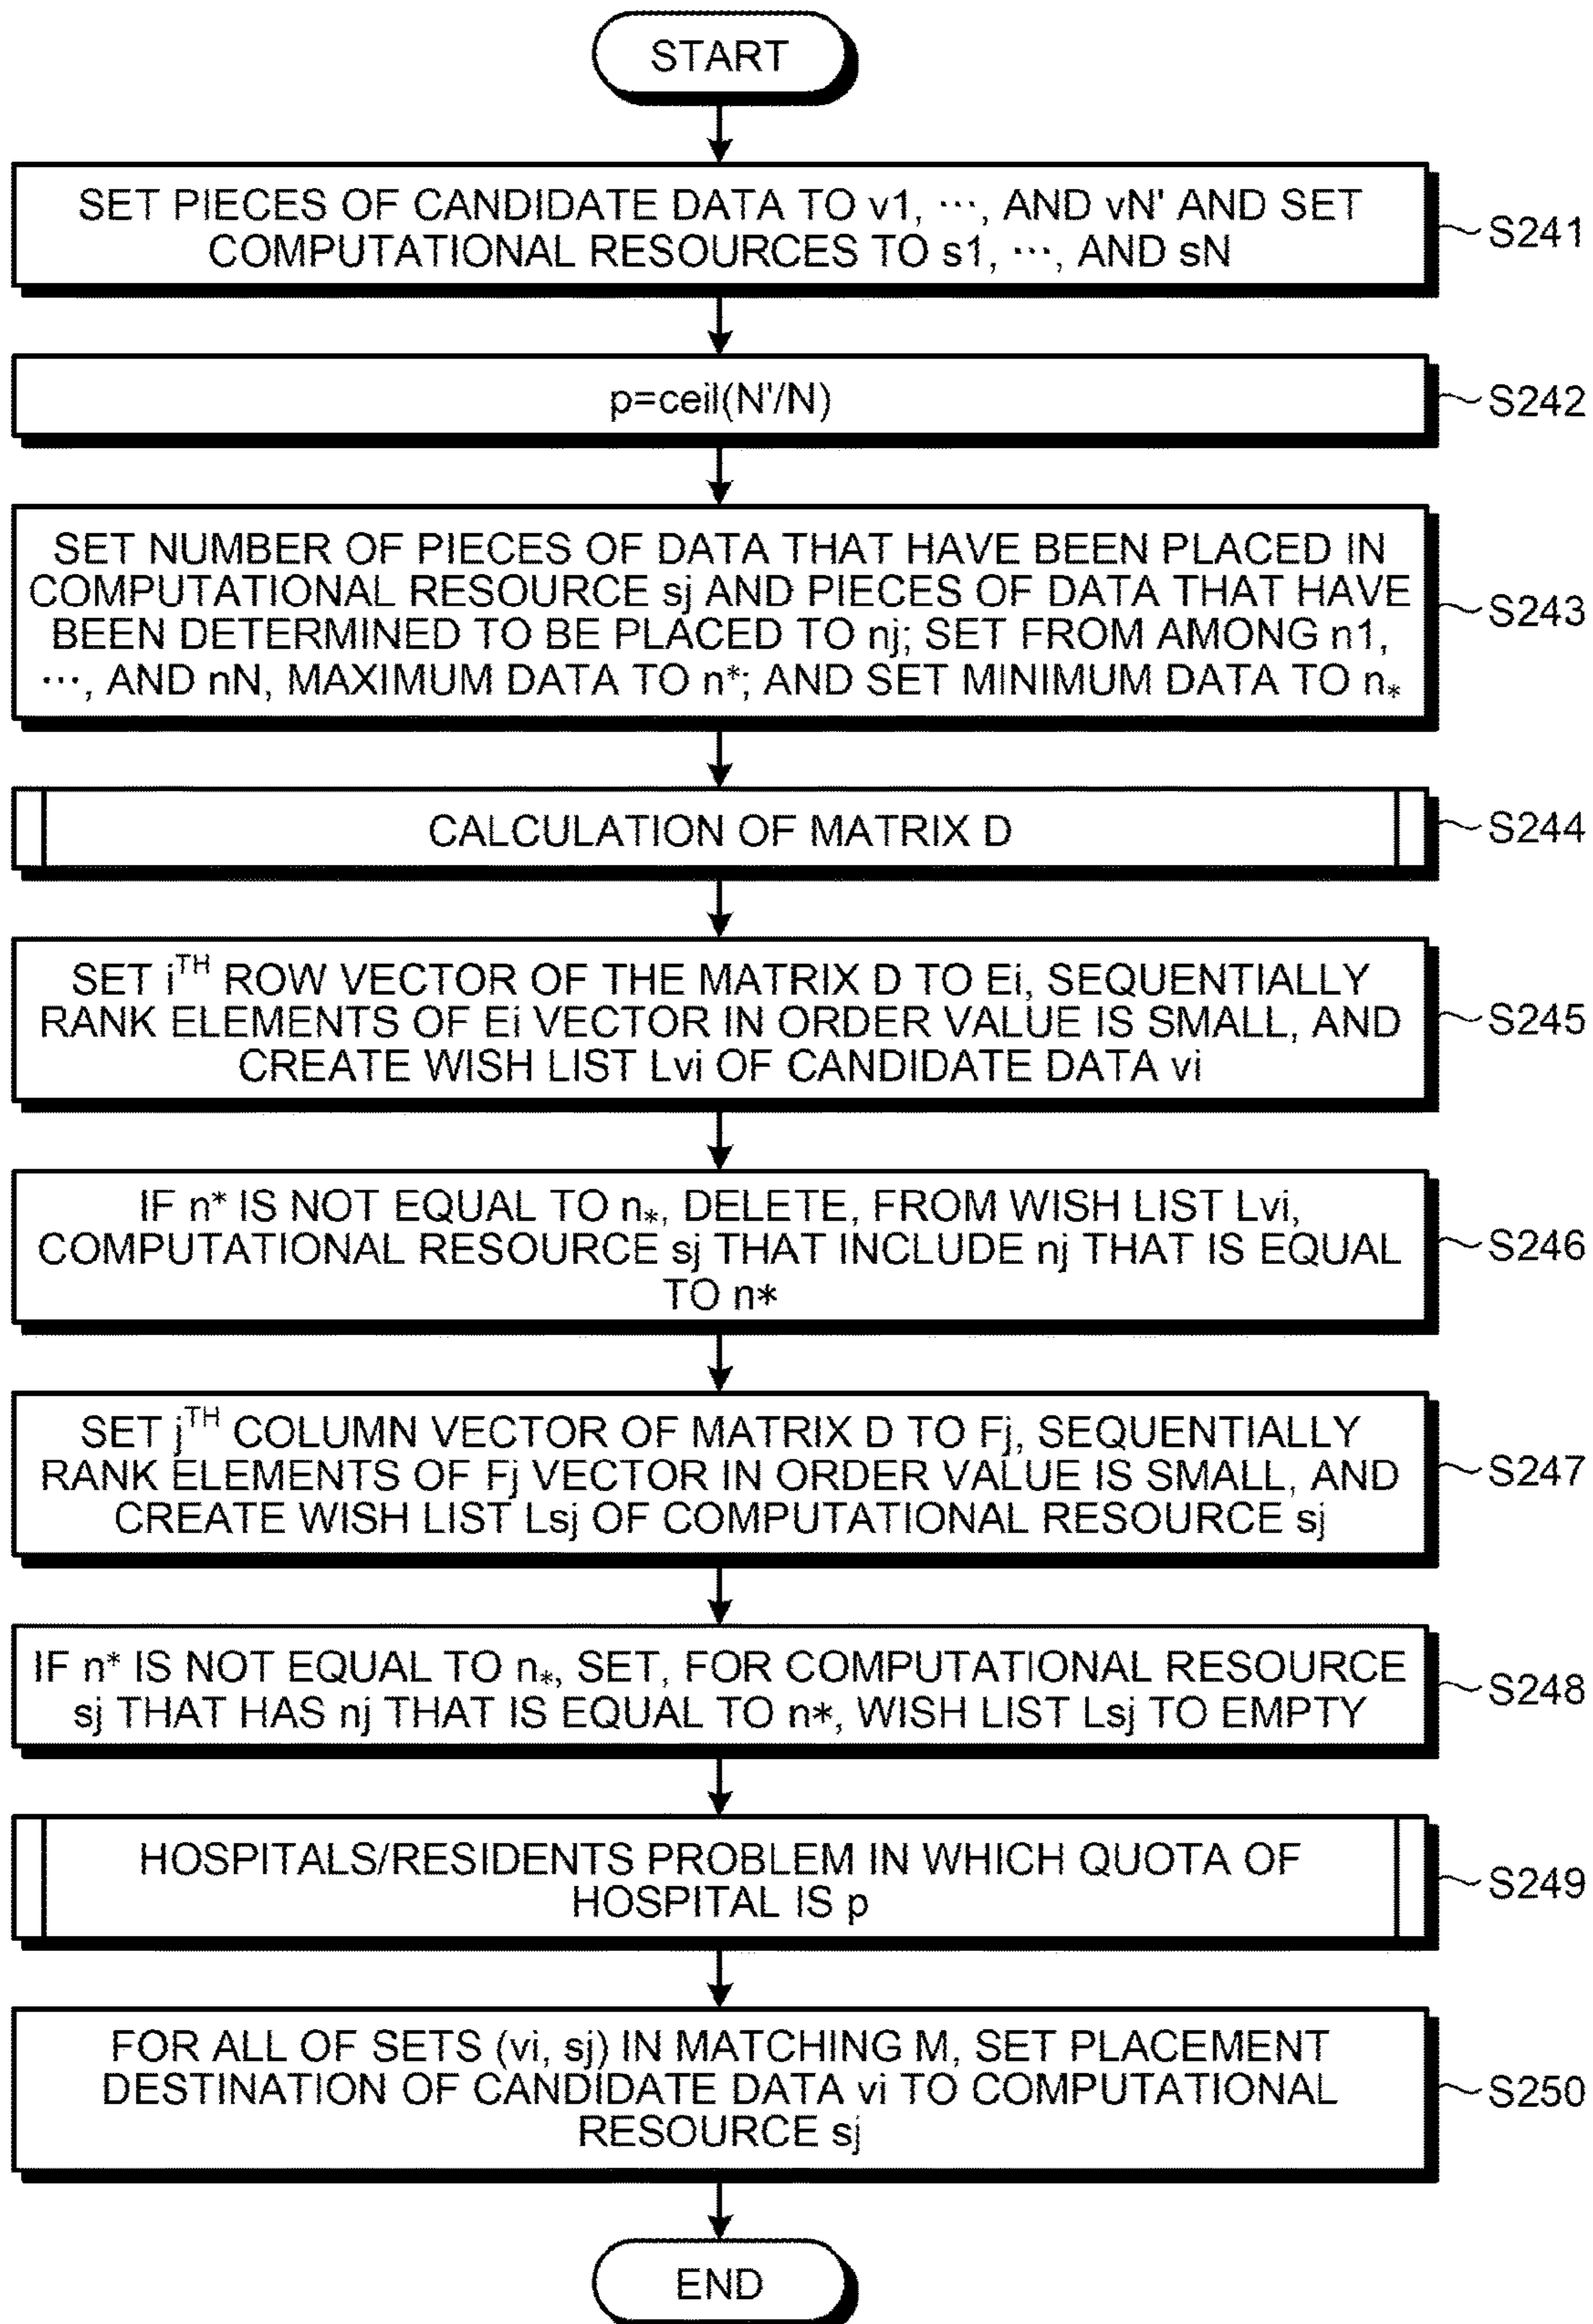 START
SET PIECES OF CANDIDATE DATA TO v1, ⋯, AND vN' AND SET
COMPUTATIONAL RESOURCES TO s1, ⋯, AND sN
S241
p=ceil(N'/N)
S242
SET NUMBER OF PIECES OF DATA THAT HAVE BEEN PLACED IN
COMPUTATIONAL RESOURCE sj AND PIECES OF DATA THAT HAVE
BEEN DETERMINED TO BE PLACED TO nj; SET FROM AMONG n1,
⋯, AND nN, MAXIMUM DATA TO n*; AND SET MINIMUM DATA TO n⁎
S243
CALCULATION OF MATRIX D
S244
SET iᵀᴴ ROW VECTOR OF THE MATRIX D TO Ei, SEQUENTIALLY
RANK ELEMENTS OF Ei VECTOR IN ORDER VALUE IS SMALL, AND
CREATE WISH LIST Lvi OF CANDIDATE DATA vi
S245
IF n* IS NOT EQUAL TO n⁎, DELETE, FROM WISH LIST Lvi,
COMPUTATIONAL RESOURCE sj THAT INCLUDE nj THAT IS EQUAL
TO n*
S246
SET jᵀᴴ COLUMN VECTOR OF MATRIX D TO Fj, SEQUENTIALLY
RANK ELEMENTS OF Fj VECTOR IN ORDER VALUE IS SMALL, AND
CREATE WISH LIST Lsj OF COMPUTATIONAL RESOURCE sj
S247
IF n* IS NOT EQUAL TO n⁎, SET, FOR COMPUTATIONAL RESOURCE
sj THAT HAS nj THAT IS EQUAL TO n*, WISH LIST Lsj TO EMPTY
S248
HOSPITALS/RESIDENTS PROBLEM IN WHICH QUOTA OF
HOSPITAL IS p
S249
FOR ALL OF SETS (vi, sj) IN MATCHING M, SET PLACEMENT
DESTINATION OF CANDIDATE DATA vi TO COMPUTATIONAL
RESOURCE sj
S250
END